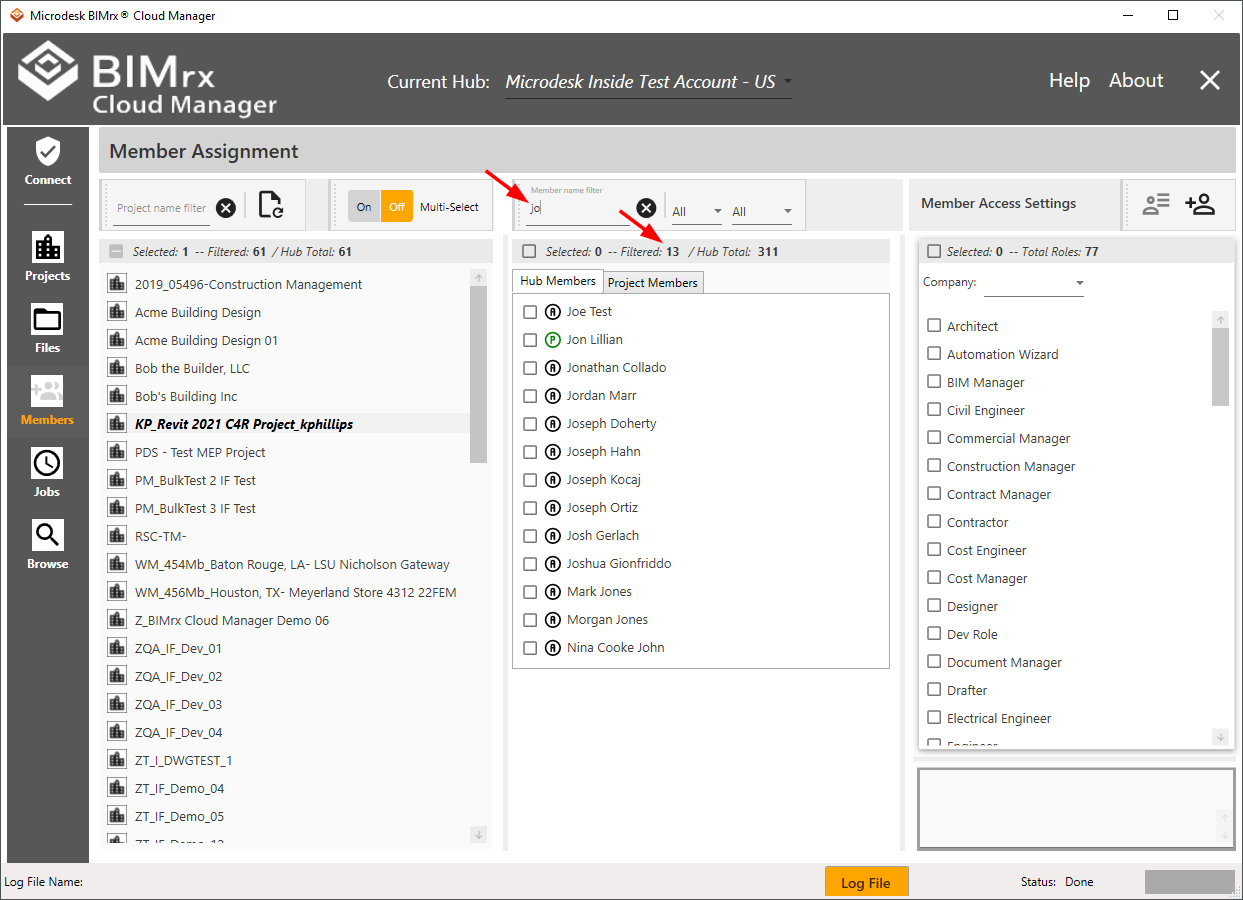 Microdesk BIMrx® Cloud Manager
BIMrx
Cloud Manager
Current Hub: Microdesk Inside Test Account - US
Help About
Connect
Projects
Files
Members
Jobs
Browse
Member Assignment
Project name filter
On Off Multi-Select
Member name filter
jo
All All
Member Access Settings
Selected: 1 -- Filtered: 61 / Hub Total: 61
2019_05496-Construction Management
Acme Building Design
Acme Building Design 01
Bob the Builder, LLC
Bob's Building Inc
KP_Revit 2021 C4R Project_kphillips
PDS - Test MEP Project
PM_BulkTest 2 IF Test
PM_BulkTest 3 IF Test
RSC-TM-
WM_454Mb_Baton Rouge, LA- LSU Nicholson Gateway
WM_456Mb_Houston, TX- Meyerland Store 4312 22FEM
Z_BIMrx Cloud Manager Demo 06
ZQA_IF_Dev_01
ZQA_IF_Dev_02
ZQA_IF_Dev_03
ZQA_IF_Dev_04
ZT_I_DWGTEST_1
ZT_IF_Demo_04
ZT_IF_Demo_05
ZT_IF_Demo_12
Selected: 0 -- Filtered: 13 / Hub Total: 311
Hub Members Project Members
A Joe Test
P Jon Lillian
A Jonathan Collado
A Jordan Marr
A Joseph Doherty
A Joseph Hahn
A Joseph Kocaj
A Joseph Ortiz
A Josh Gerlach
A Joshua Gionfriddo
A Mark Jones
A Morgan Jones
A Nina Cooke John
Selected: 0 -- Total Roles: 77
Company:
Architect
Automation Wizard
BIM Manager
Civil Engineer
Commercial Manager
Construction Manager
Contract Manager
Contractor
Cost Engineer
Cost Manager
Designer
Dev Role
Document Manager
Drafter
Electrical Engineer
Engineer
Log File Name:
Log File
Status: Done